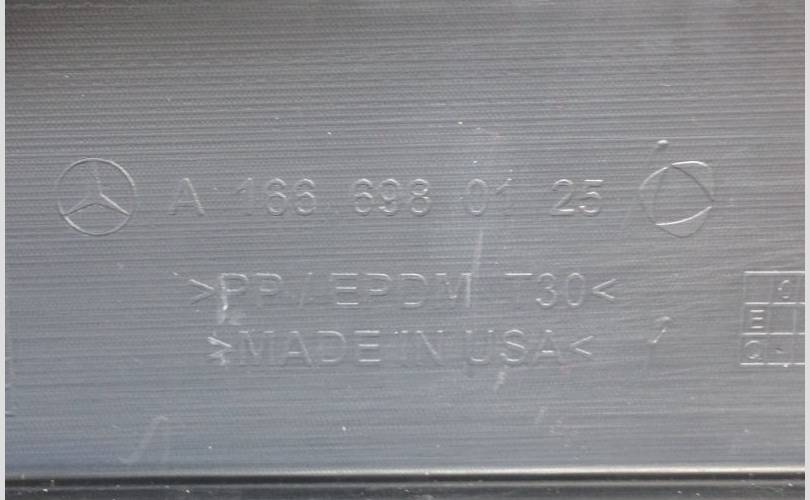 A 166 698 01 25
>PP/EPDM T30<
>MADE IN USA<